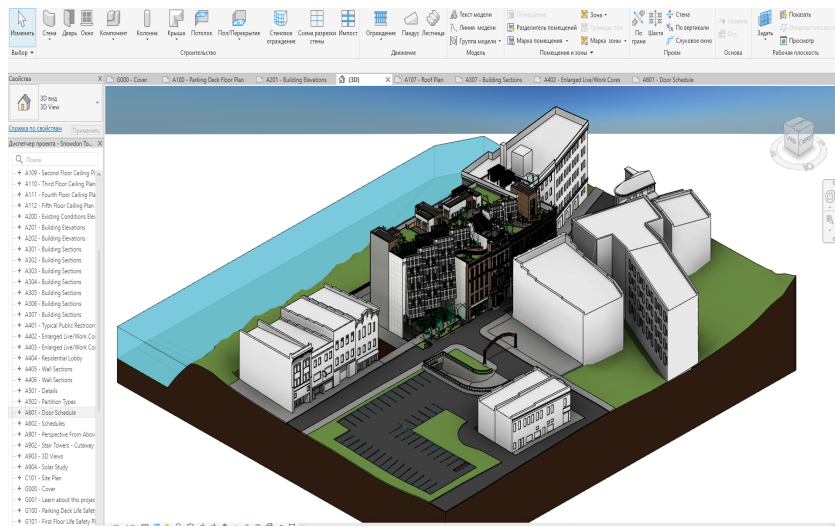 Изменить Стена Дверь Окно Компонент Колонна Крыша Потолок Пол/Перекрытие Стеновое ограждение Схема разрезки стены Импост Ограждение Пандус Лестница
Текст модели
Линия модели
Группа модели
Помещение
Разделитель помещений
Марка помещения
Зона
Границы зон
Марка зоны
По грани Шахта
Стена
По вертикали
Слуховое окно
Уровень
Ось
Задать
Показать
Опорная плоскость
Просмотр
Выбор Строительство Движение Модель Помещения и зоны Проем Основа Рабочая плоскость
Свойства X
G000 - Cover A100 - Parking Deck Floor Plan A201 - Building Elevations {3D} X A107 - Roof Plan A307 - Building Sections A402 - Enlarged Live/Work Cores A601 - Door Schedule
3D вид
3D View
Справка по свойствам Применить
Диспетчер проекта - Snowdon To... X
Поиск
A109 - Second Floor Ceiling Pl
A110 - Third Floor Ceiling Plan
A111 - Fourth Floor Ceiling Pla
A112 - Fifth Floor Ceiling Plan
A200 - Existing Conditions Ele
A201 - Building Elevations
A202 - Building Elevations
A301 - Building Sections
A302 - Building Sections
A303 - Building Sections
A304 - Building Sections
A305 - Building Sections
A306 - Building Sections
A307 - Building Sections
A401 - Typical Public Restroom
A402 - Enlarged Live/Work Co
A403 - Enlarged Live/Work Co
A404 - Residential Lobby
A405 - Wall Sections
A406 - Wall Sections
A501 - Details
A502 - Partition Types
A601 - Door Schedule
A602 - Schedules
A901 - Perspective From Abov
A902 - Stair Towers - Cutaway
A903 - 3D Views
A904 - Solar Study
C101 - Site Plan
G000 - Cover
G001 - Learn about this projec
G100 - Parking Deck Life Safet
G101 - First Floor Life Safety Pl